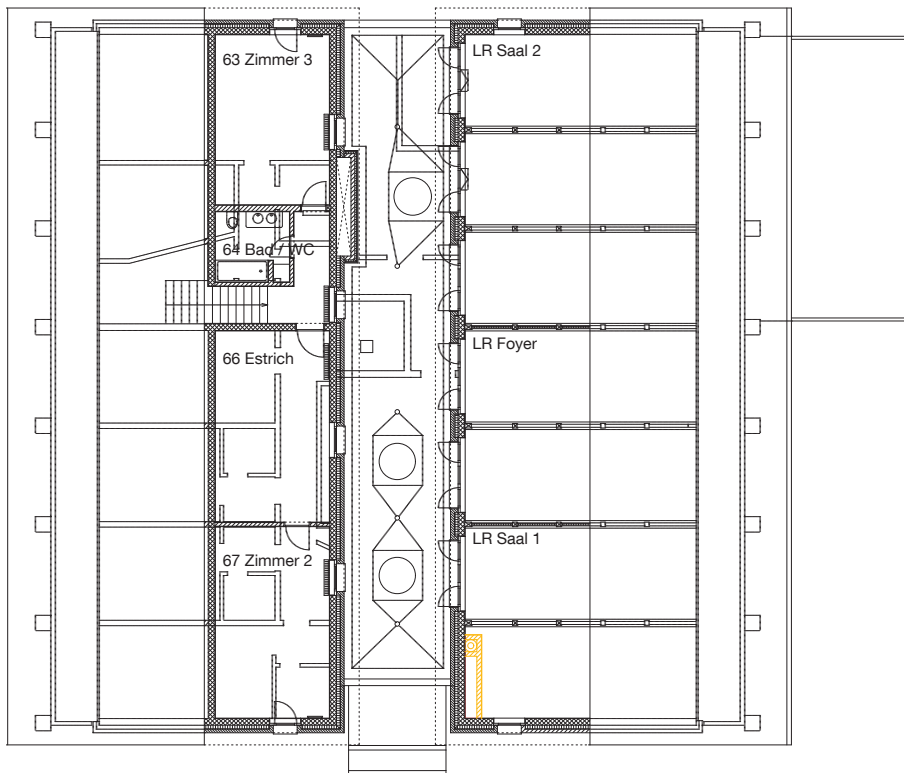 63 Zimmer 3
LR Saal 2
64 Bad / WC
66 Estrich
LR Foyer
67 Zimmer 2
LR Saal 1